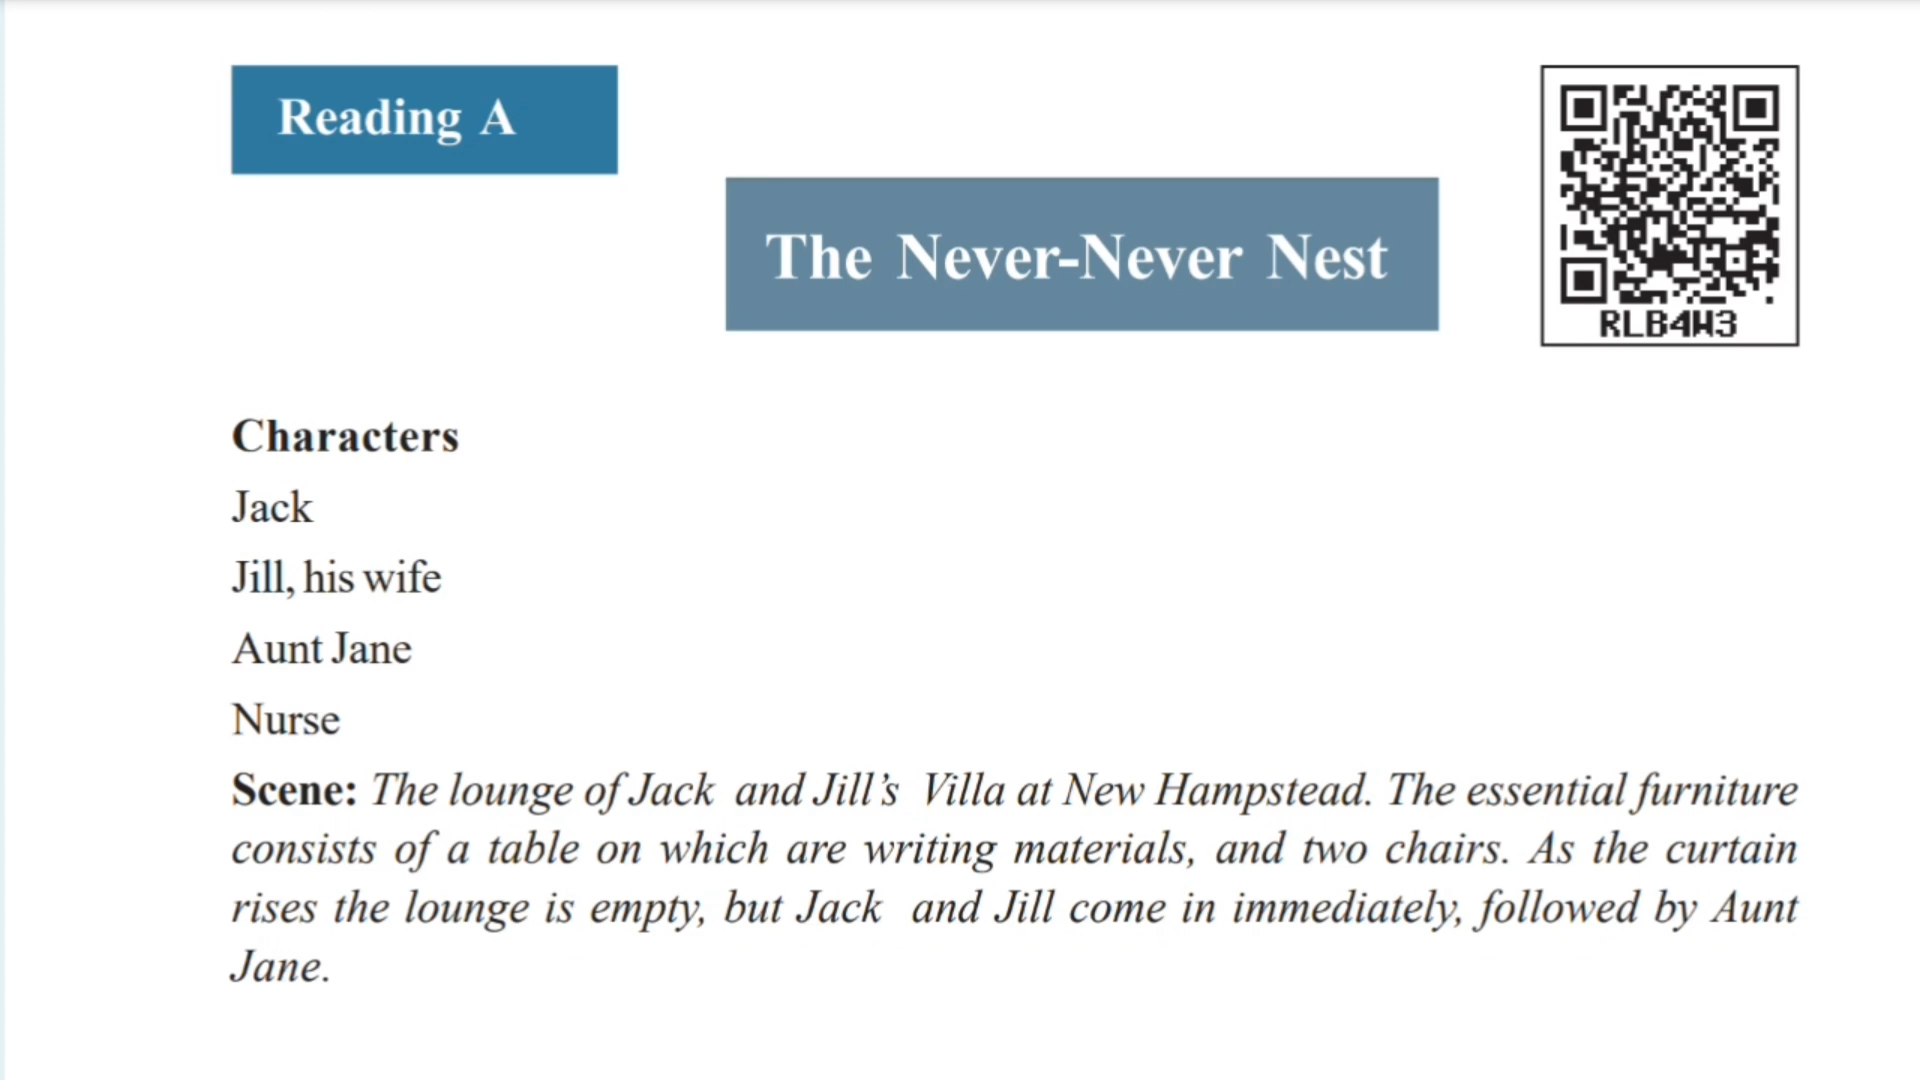 Reading A
The Never-Never Nest
RLB4W3
Characters
Jack
Jill, his wife
Aunt Jane
Nurse
Scene: The lounge of Jack and Jill's Villa at New Hampstead. The essential furniture
consists of a table on which are writing materials, and two chairs. As the curtain
rises the lounge is empty, but Jack and Jill come in immediately, followed by Aunt
Jane.